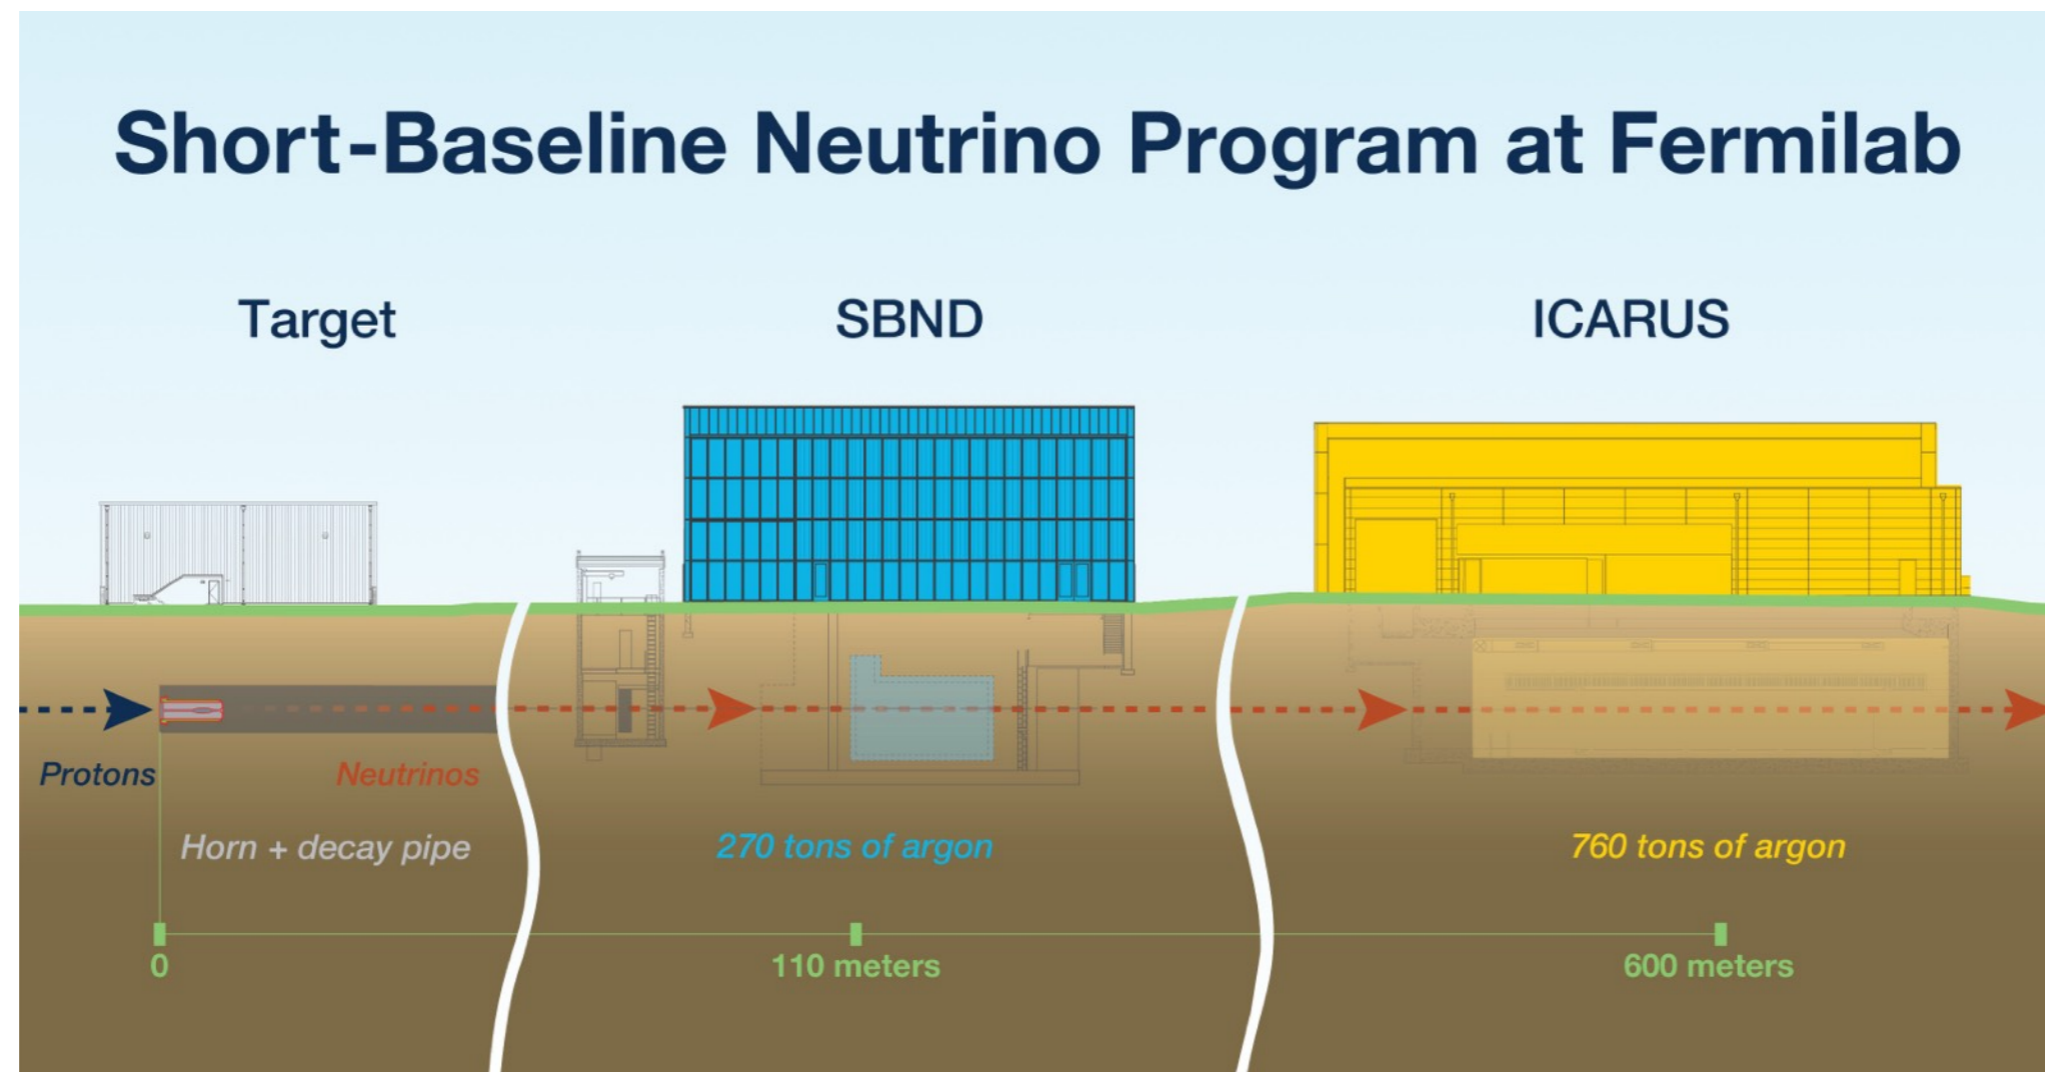 Short-Baseline Neutrino Program at Fermilab
Target
SBND
ICARUS
Protons
Neutrinos
Horn + decay pipe
270 tons of argon
760 tons of argon
0
110 meters
600 meters